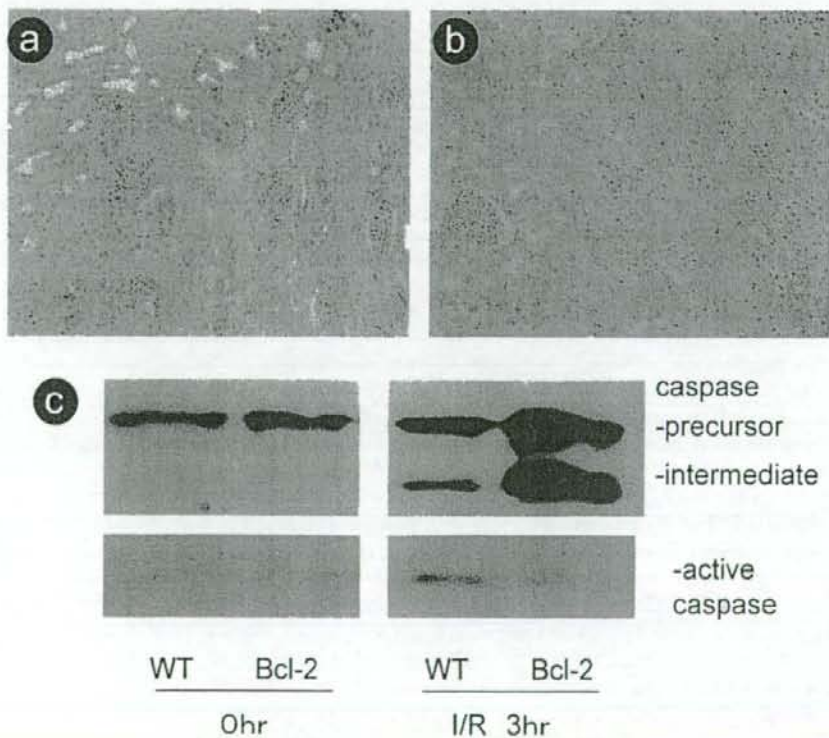 a
b
c
caspase
-precursor
-intermediate
-active
caspase
WT Bcl-2 WT Bcl-2
0hr I/R 3hr